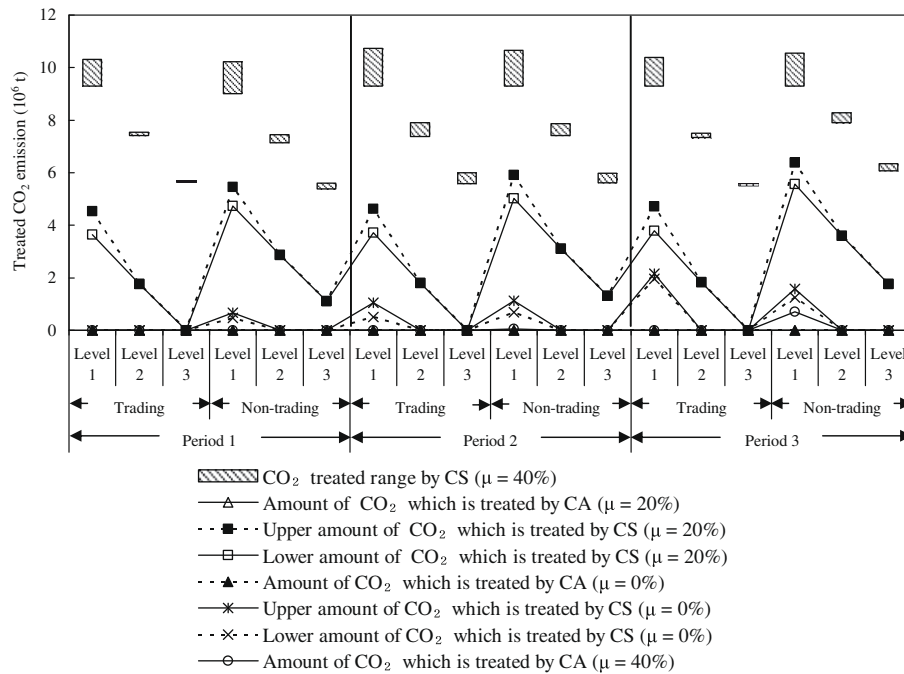 12
10
8
6
4
2
0
Treated CO₂ emission (10⁶ t)
Level 1 Level 2 Level 3 Level 1 Level 2 Level 3 Level 1 Level 2 Level 3 Level 1 Level 2 Level 3 Level 1 Level 2 Level 3 Level 1 Level 2 Level 3
Trading Non-trading Trading Non-trading Trading Non-trading
Period 1 Period 2 Period 3
CO₂ treated range by CS (μ = 40%)
Amount of CO₂ which is treated by CA (μ = 20%)
Upper amount of CO₂ which is treated by CS (μ = 20%)
Lower amount of CO₂ which is treated by CS (μ = 20%)
Amount of CO₂ which is treated by CA (μ = 0%)
Upper amount of CO₂ which is treated by CS (μ = 0%)
Lower amount of CO₂ which is treated by CS (μ = 0%)
Amount of CO₂ which is treated by CA (μ = 40%)